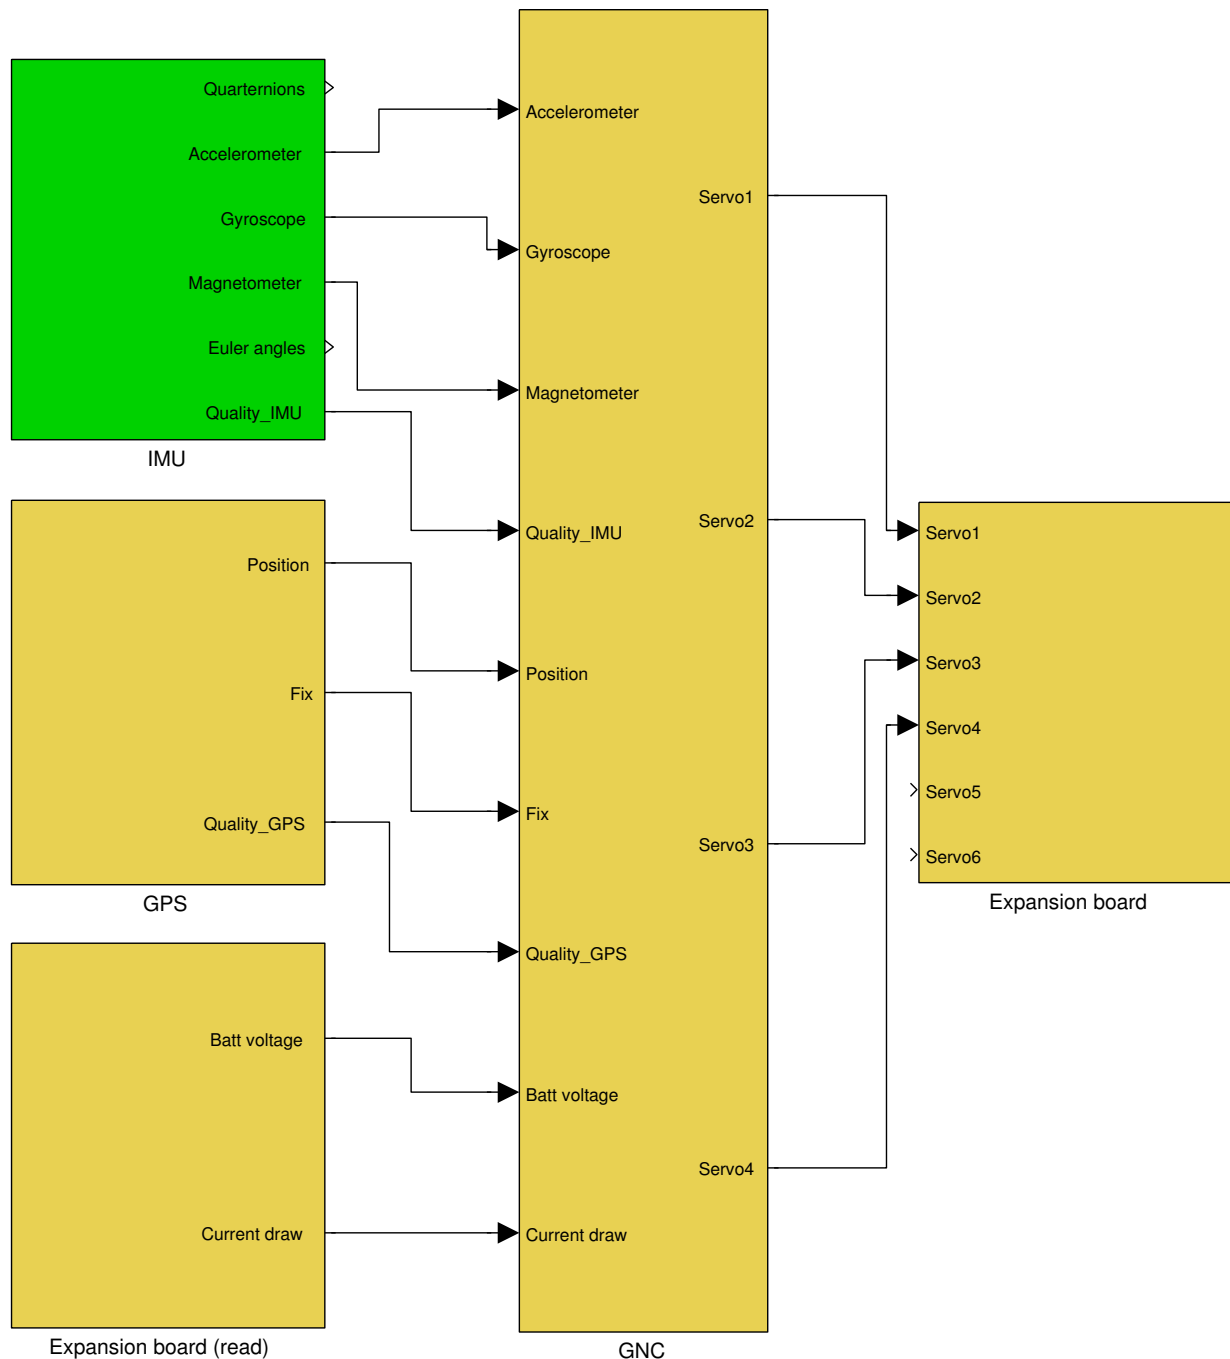 Quarternions
Accelerometer
Gyroscope
Magnetometer
Euler angles
Quality_IMU
IMU
Position
Fix
Quality_GPS
GPS
Batt voltage
Current draw
Expansion board (read)
Accelerometer
Gyroscope
Magnetometer
Quality_IMU
Position
Fix
Quality_GPS
Batt voltage
Current draw
Servo1
Servo2
Servo3
Servo4
GNC
Servo1
Servo2
Servo3
Servo4
Servo5
Servo6
Expansion board